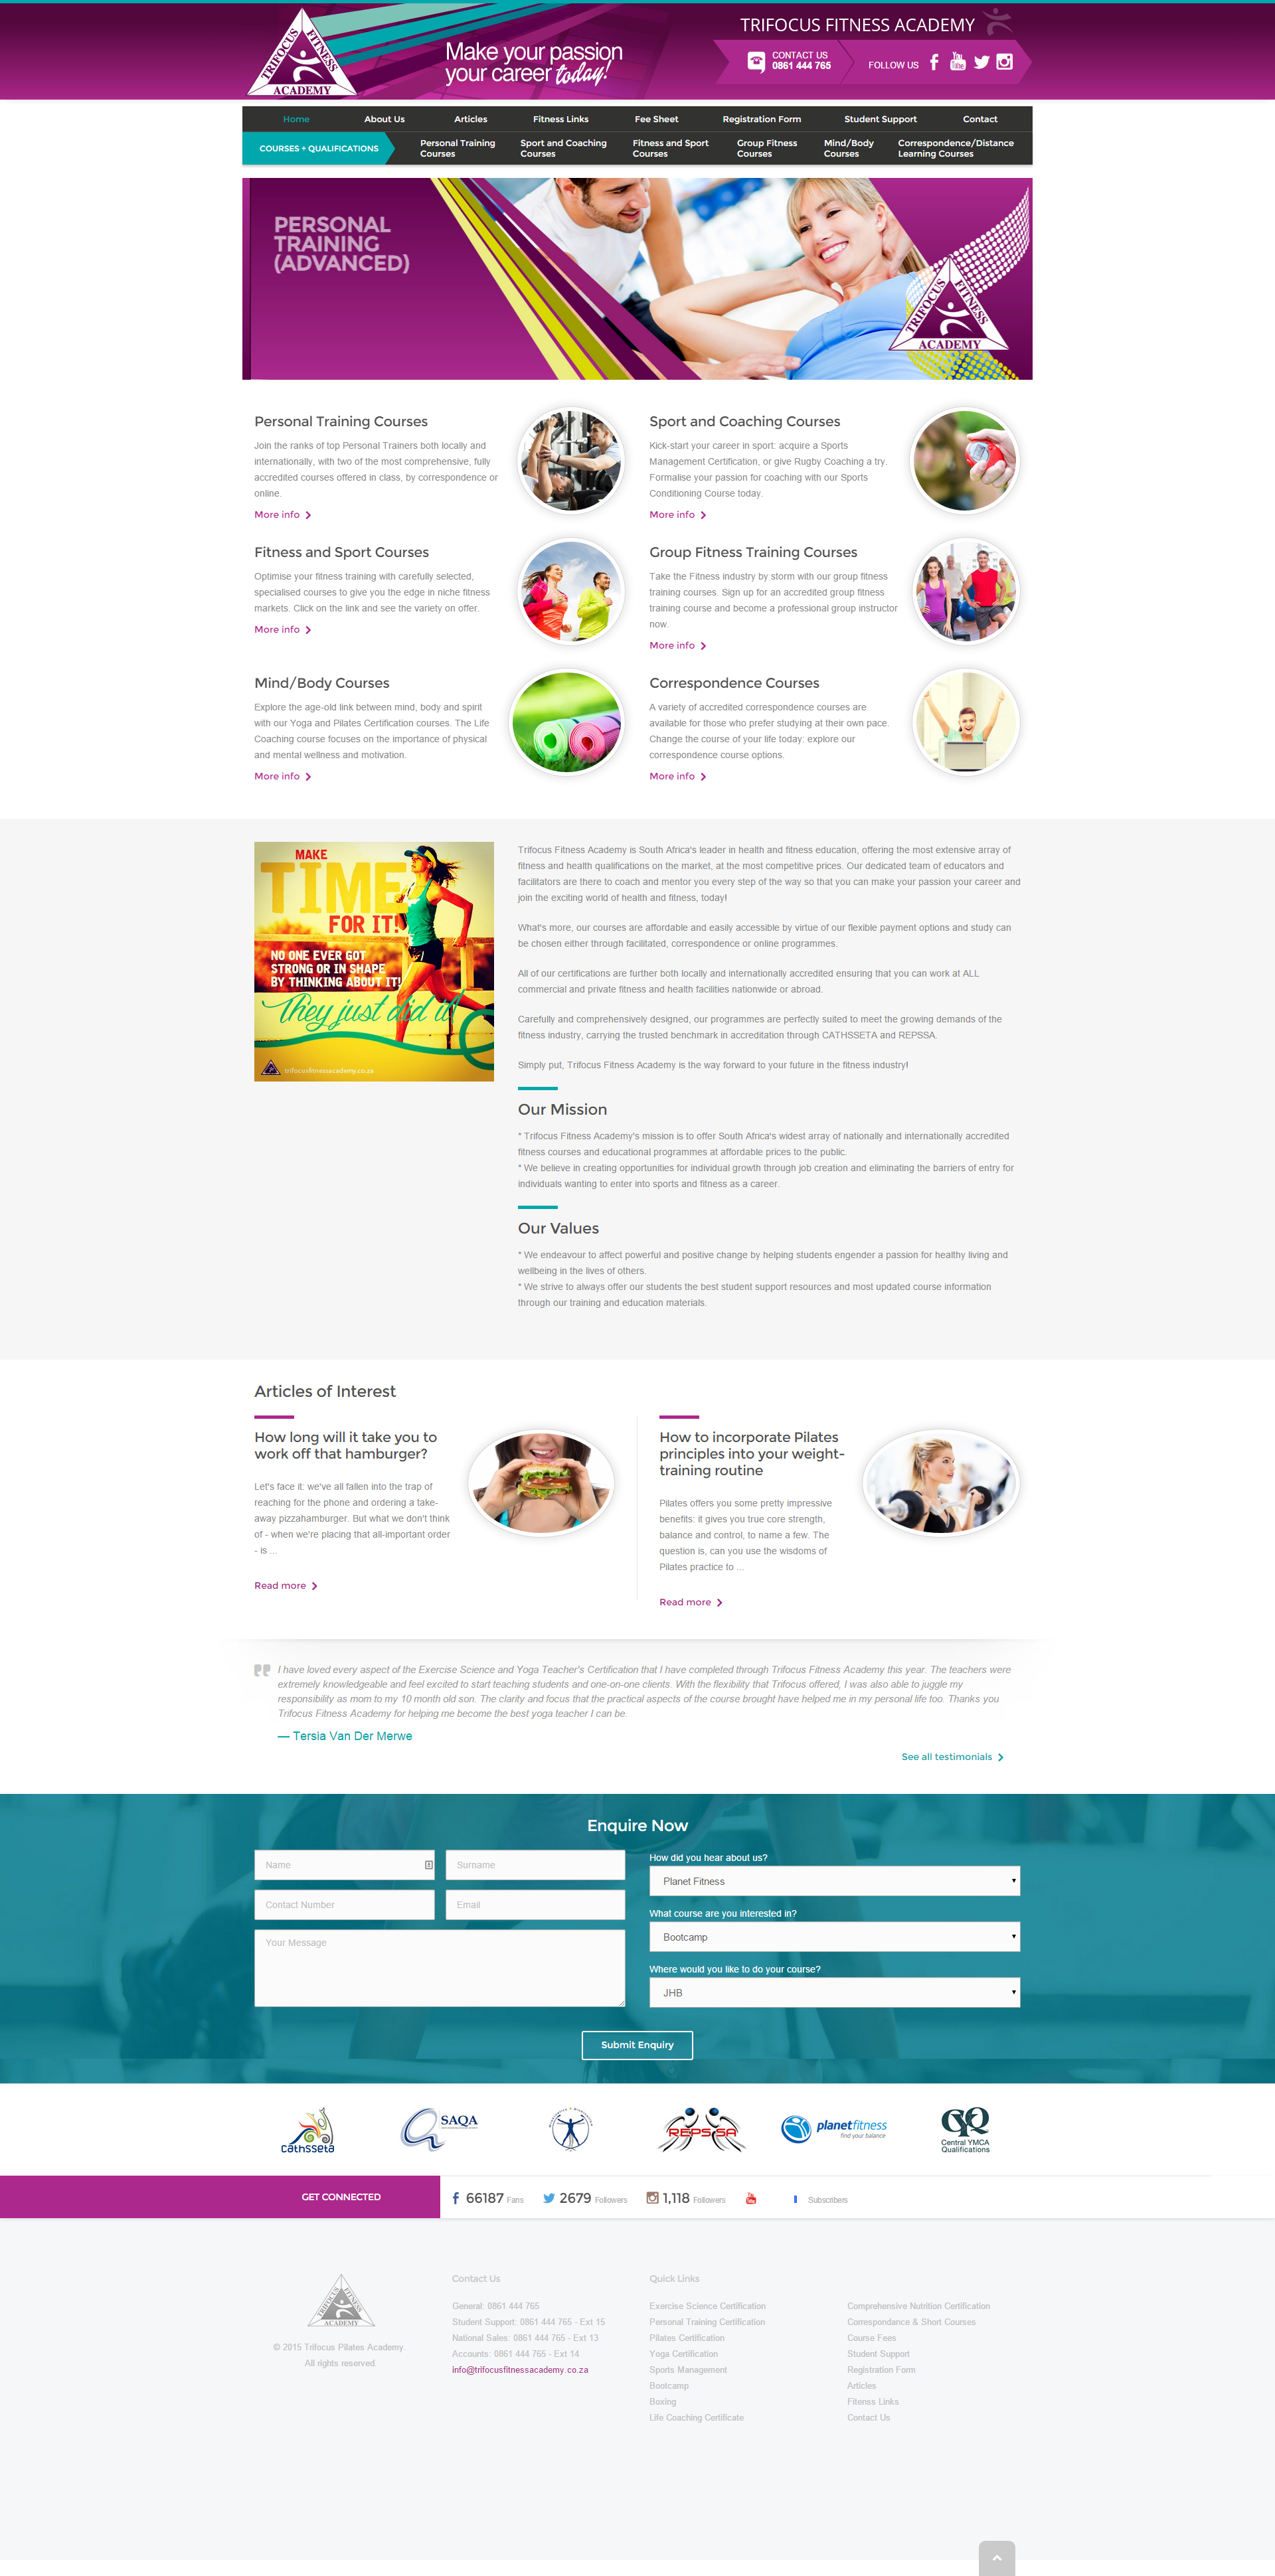 TRIFOCUS FITNESS ACADEMY
Make your passion
your career today!
TRIFOCUS FITNESS ACADEMY
CONTACT US
0861 444 765
FOLLOW US
You Tube
Home
About Us
Articles
Fitness Links
Fee Sheet
Registration Form
Student Support
Contact
COURSES + QUALIFICATIONS
Personal Training
Courses
Sport and Coaching
Courses
Fitness and Sport
Courses
Group Fitness
Courses
Mind/Body
Courses
Correspondence/Distance
Learning Courses
PERSONAL
TRAINING
(ADVANCED)
TRIFOCUS FITNESS ACADEMY
Personal Training Courses
Join the ranks of top Personal Trainers both locally and
internationally, with two of the most comprehensive, fully
accredited courses offered in class, by correspondence or
online.
More info
Sport and Coaching Courses
Kick-start your career in sport: acquire a Sports
Management Certification, or give Rugby Coaching a try.
Formalise your passion for coaching with our Sports
Conditioning Course today.
More info
Fitness and Sport Courses
Optimise your fitness training with carefully selected,
specialised courses to give you the edge in niche fitness
markets. Click on the link and see the variety on offer.
More info
Group Fitness Training Courses
Take the Fitness industry by storm with our group fitness
training courses. Sign up for an accredited group fitness
training course and become a professional group instructor
now.
More info
Mind/Body Courses
Explore the age-old link between mind, body and spirit
with our Yoga and Pilates Certification courses. The Life
Coaching course focuses on the importance of physical
and mental wellness and motivation.
More info
Correspondence Courses
A variety of accredited correspondence courses are
available for those who prefer studying at their own pace.
Change the course of your life today: explore our
correspondence course options.
More info
MAKE
TIME
FOR IT!
NO ONE EVER GOT
STRONG OR IN SHAPE
BY THINKING ABOUT IT!
They just did it!
trifocusfitnessacademy.co.za
Trifocus Fitness Academy is South Africa's leader in health and fitness education, offering the most extensive array of
fitness and health qualifications on the market, at the most competitive prices. Our dedicated team of educators and
facilitators are there to coach and mentor you every step of the way so that you can make your passion your career and
join the exciting world of health and fitness, today!
What's more, our courses are affordable and easily accessible by virtue of our flexible payment options and study can
be chosen either through facilitated, correspondence or online programmes.
All of our certifications are further both locally and internationally accredited ensuring that you can work at ALL
commercial and private fitness and health facilities nationwide or abroad.
Carefully and comprehensively designed, our programmes are perfectly suited to meet the growing demands of the
fitness industry, carrying the trusted benchmark in accreditation through CATHSSETA and REPSSA.
Simply put, Trifocus Fitness Academy is the way forward to your future in the fitness industry!
Our Mission
* Trifocus Fitness Academy's mission is to offer South Africa's widest array of nationally and internationally accredited
fitness courses and educational programmes at affordable prices to the public.
* We believe in creating opportunities for individual growth through job creation and eliminating the barriers of entry for
individuals wanting to enter into sports and fitness as a career.
Our Values
* We endeavour to affect powerful and positive change by helping students engender a passion for healthy living and
wellbeing in the lives of others.
* We strive to always offer our students the best student support resources and most updated course information
through our training and education materials.
Articles of Interest
How long will it take you to
work off that hamburger?
Let's face it: we've all fallen into the trap of
reaching for the phone and ordering a take-
away pizzahamburger. But what we don't think
of - when we're placing that all-important order
- is ...
Read more
How to incorporate Pilates
principles into your weight-
training routine
Pilates offers you some pretty impressive
benefits: it gives you true core strength,
balance and control, to name a few. The
question is, can you use the wisdoms of
Pilates practice to ...
Read more
I have loved every aspect of the Exercise Science and Yoga Teacher's Certification that I have completed through Trifocus Fitness Academy this year. The teachers were
extremely knowledgeable and feel excited to start teaching students and one-on-one clients. With the flexibility that Trifocus offered, I was also able to juggle my
responsibility as mom to my 10 month old son. The clarity and focus that the practical aspects of the course brought have helped me in my personal life too. Thanks you
Trifocus Fitness Academy for helping me become the best yoga teacher I can be.
— Tersia Van Der Merwe
See all testimonials
Enquire Now
Name
Surname
Contact Number
Email
Your Message
How did you hear about us?
Planet Fitness
What course are you interested in?
Bootcamp
Where would you like to do your course?
JHB
Submit Enquiry
cathsseta
SAQA
REPSSA
planetfitness
find your balance
Central YMCA
Qualifications
GET CONNECTED
66187 Fans
2679 Followers
1,118 Followers
Subscribers
TRIFOCUS FITNESS ACADEMY
© 2015 Trifocus Pilates Academy.
All rights reserved.
Contact Us
General: 0861 444 765
Student Support: 0861 444 765 - Ext 15
National Sales: 0861 444 765 - Ext 13
Accounts: 0861 444 765 - Ext 14
info@trifocusfitnessacademy.co.za
Quick Links
Exercise Science Certification
Personal Training Certification
Pilates Certification
Yoga Certification
Sports Management
Bootcamp
Boxing
Life Coaching Certificate
Comprehensive Nutrition Certification
Correspondance & Short Courses
Course Fees
Student Support
Registration Form
Articles
Fitenss Links
Contact Us